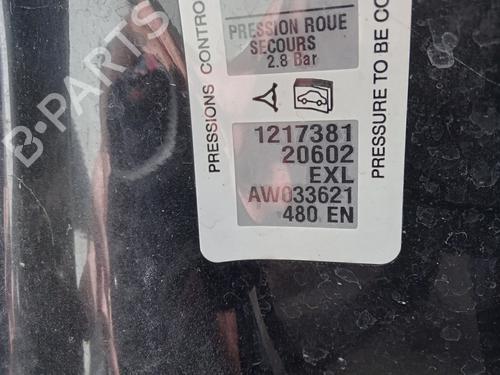 PRESSION ROUE
SECOURS
2.8 Bar
PRESSIONS CONTRO
PRESSURE TO BE CO
1217381
20602
EXL
AW033621
480 EN
B-PARTS